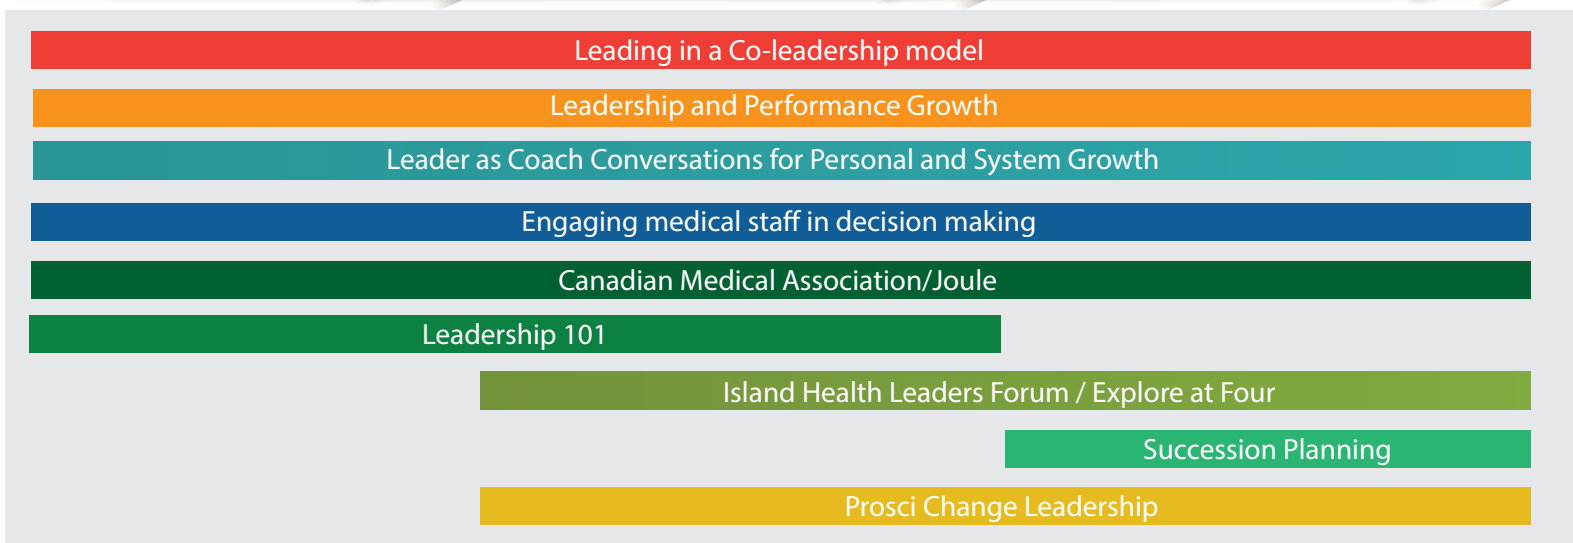 Leading in a Co-leadership model
Leadership and Performance Growth
Leader as Coach Conversations for Personal and System Growth
Engaging medical staff in decision making
Canadian Medical Association/Joule
Leadership 101
Island Health Leaders Forum / Explore at Four
Succession Planning
Prosci Change Leadership